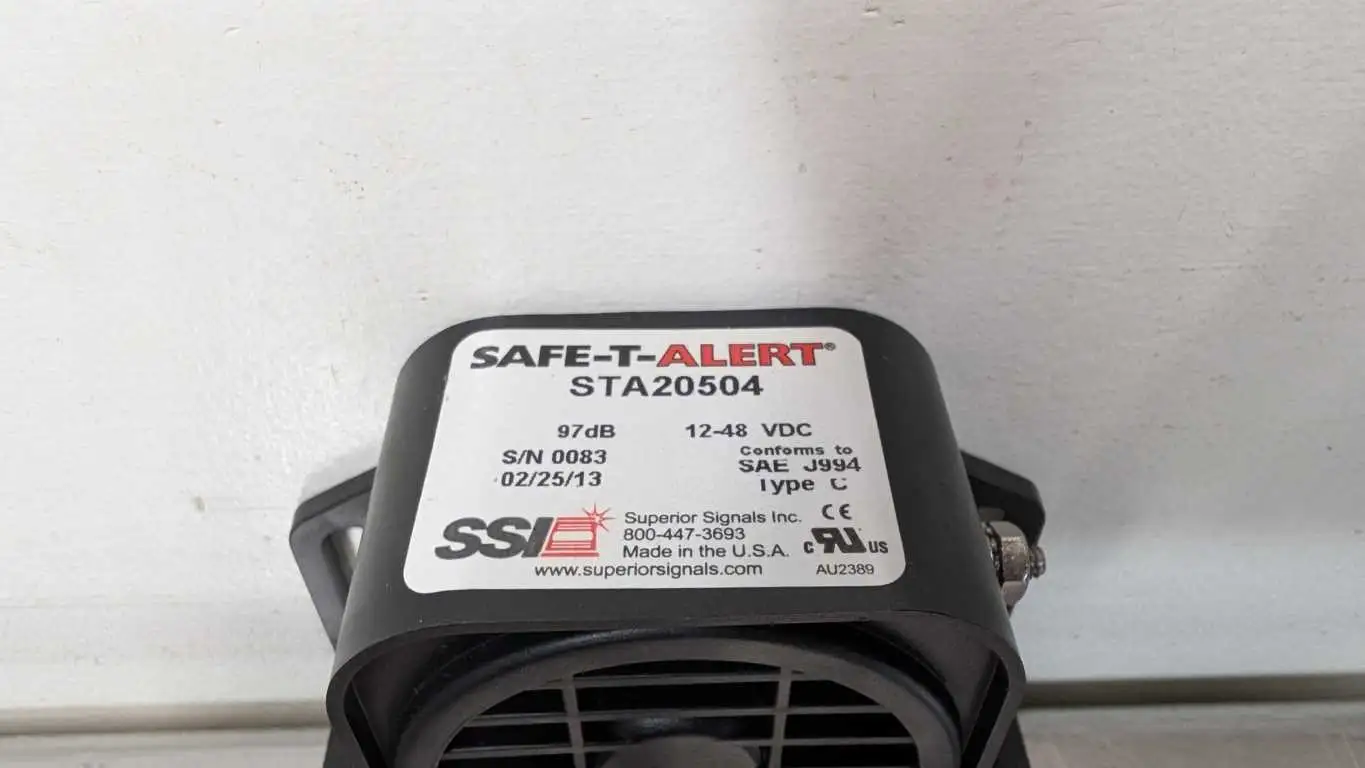 SAFE-T-ALERT®
STA20504
97dB 12-48 VDC
S/N 0083 Conforms to
02/25/13 SAE J994
Type C
SSI Superior Signals Inc. CE
800-447-3693
Made in the U.S.A. c RU US
www.superiorsignals.com AU2389